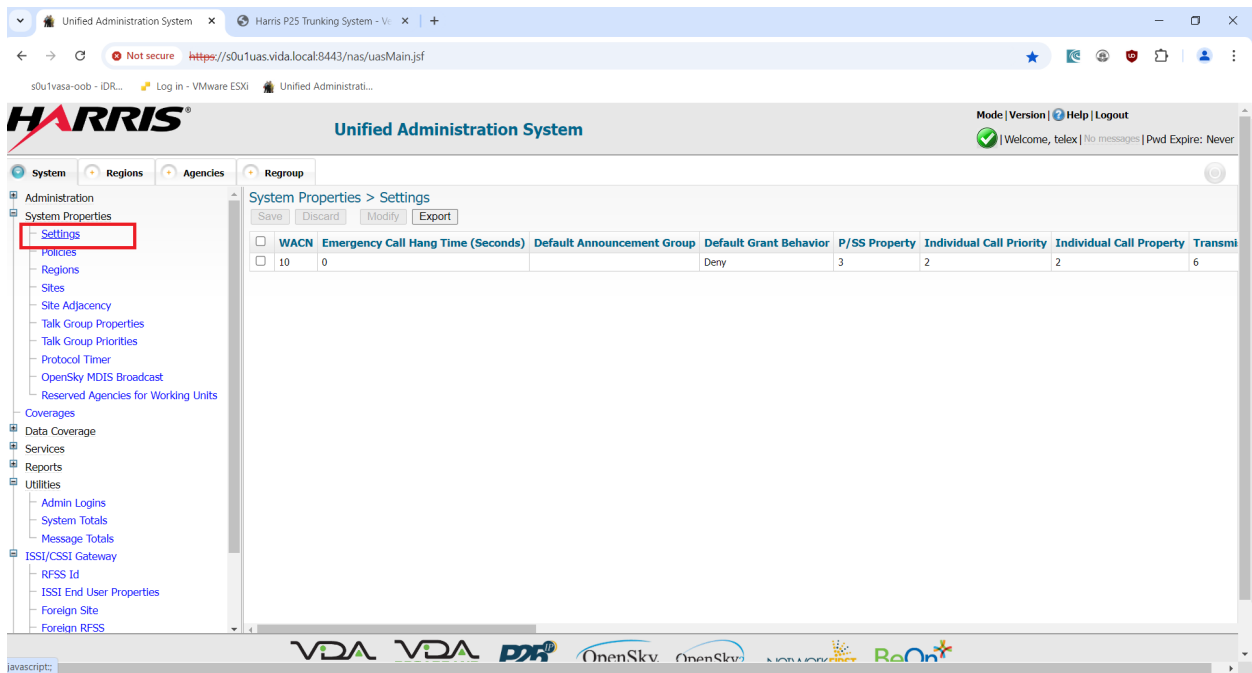 Unified Administration System
Harris P25 Trunking System - Ve
Not secure https://s0u1uas.vida.local:8443/nas/uasMain.jsf
s0u1vasa-oob - iDR... Log in - VMware ESXi Unified Administrati...
HARRIS®
Unified Administration System
Mode | Version | Help | Logout
| Welcome, telex | No messages | Pwd Expire: Never
System Regions Agencies Regroup
Administration
System Properties
Settings
Policies
Regions
Sites
Site Adjacency
Talk Group Properties
Talk Group Priorities
Protocol Timer
OpenSky MDIS Broadcast
Reserved Agencies for Working Units
Coverages
Data Coverage
Services
Reports
Utilities
Admin Logins
System Totals
Message Totals
ISSI/CSSI Gateway
RFSS Id
ISSI End User Properties
Foreign Site
Foreign RFSS
System Properties > Settings
Save Discard Modify Export
WACN Emergency Call Hang Time (Seconds) Default Announcement Group Default Grant Behavior P/SS Property Individual Call Priority Individual Call Property Transmi
10 0 Deny 3 2 2 6
VIDA VIDA P25IP OpenSky. OpenSky2 NETWORKFIRST BeOn
javascript:;